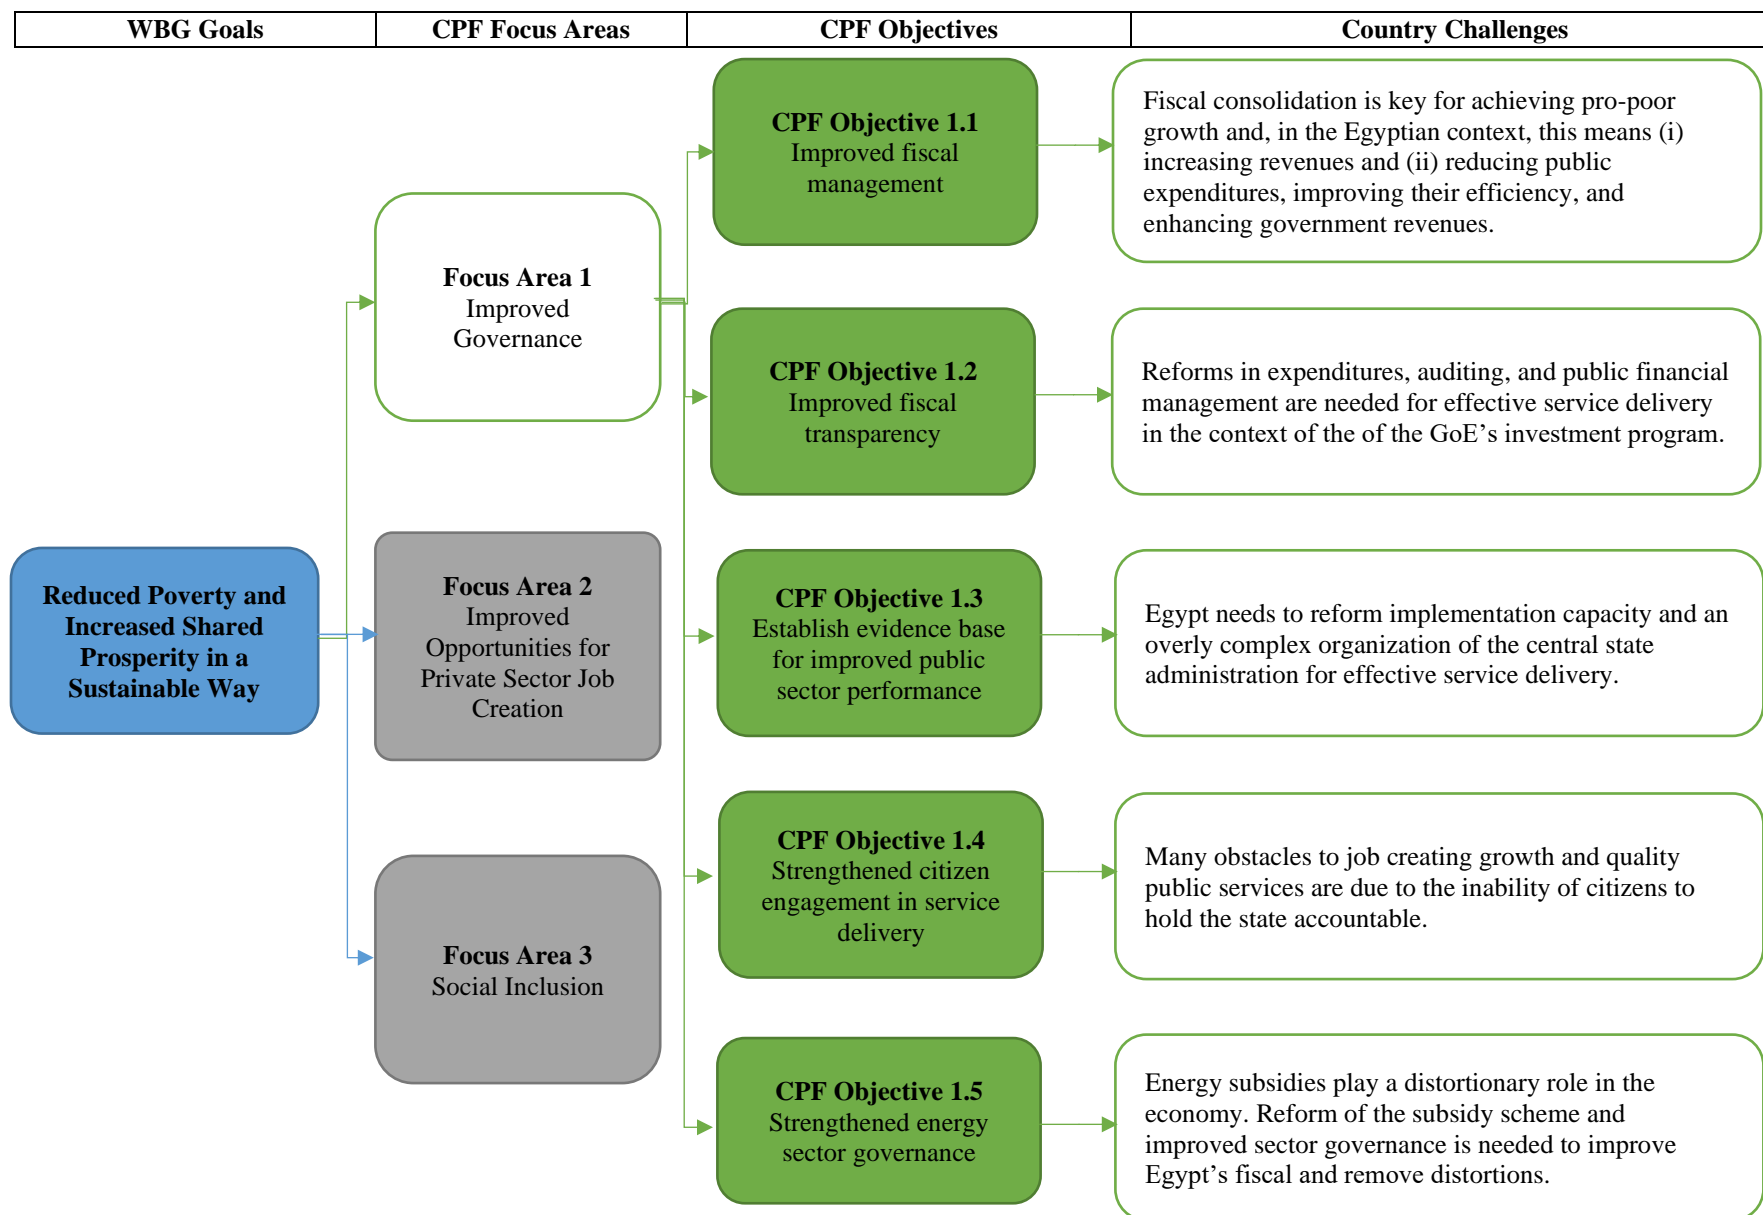 WBG Goals
CPF Focus Areas
CPF Objectives
Country Challenges
Reduced Poverty and
Increased Shared
Prosperity in a
Sustainable Way
Focus Area 1
Improved
Governance
Focus Area 2
Improved
Opportunities for
Private Sector Job
Creation
Focus Area 3
Social Inclusion
CPF Objective 1.1
Improved fiscal
management
Fiscal consolidation is key for achieving pro-poor
growth and, in the Egyptian context, this means (i)
increasing revenues and (ii) reducing public
expenditures, improving their efficiency, and
enhancing government revenues.
CPF Objective 1.2
Improved fiscal
transparency
Reforms in expenditures, auditing, and public financial
management are needed for effective service delivery
in the context of the of the GoE’s investment program.
CPF Objective 1.3
Establish evidence base
for improved public
sector performance
Egypt needs to reform implementation capacity and an
overly complex organization of the central state
administration for effective service delivery.
CPF Objective 1.4
Strengthened citizen
engagement in service
delivery
Many obstacles to job creating growth and quality
public services are due to the inability of citizens to
hold the state accountable.
CPF Objective 1.5
Strengthened energy
sector governance
Energy subsidies play a distortionary role in the
economy. Reform of the subsidy scheme and
improved sector governance is needed to improve
Egypt’s fiscal and remove distortions.